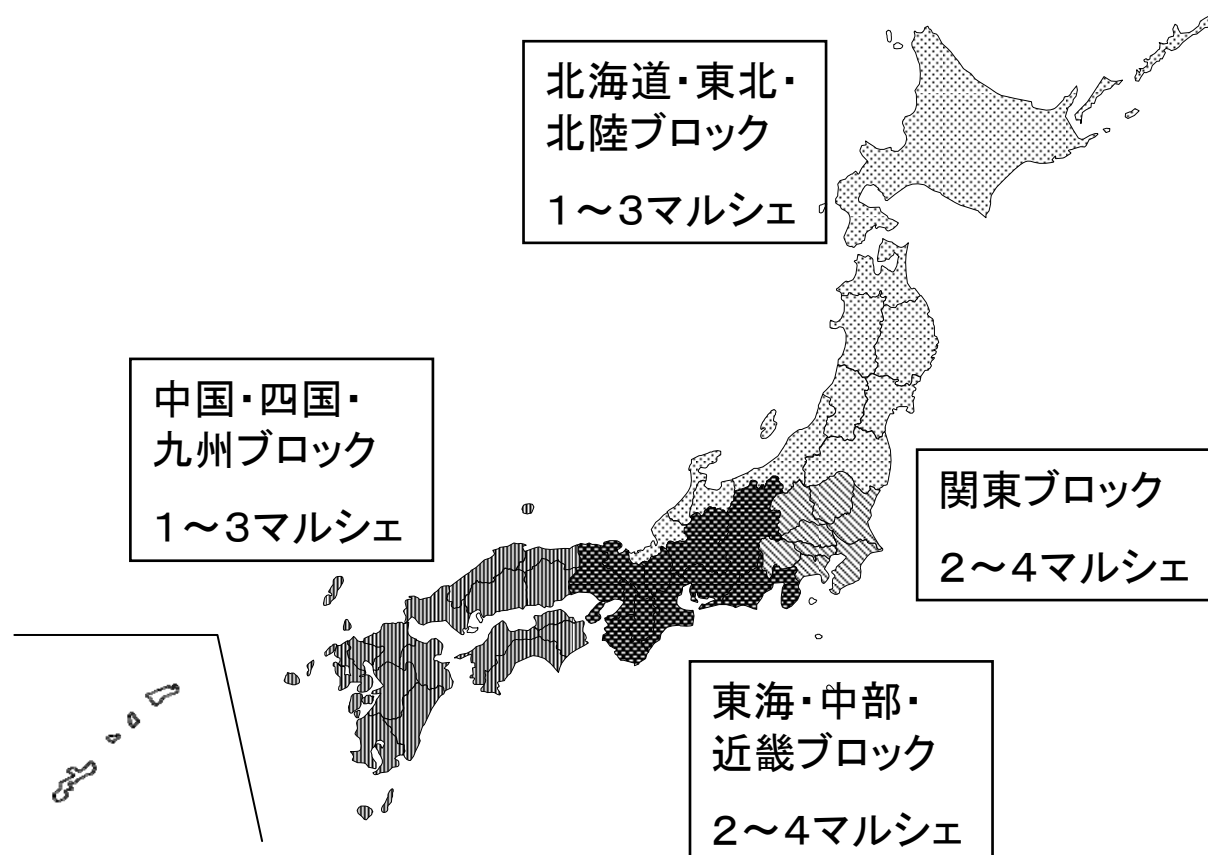 北海道・東北・
北陸ブロック
１～３マルシェ
中国・四国・
九州ブロック
１～３マルシェ
関東ブロック
２～４マルシェ
東海・中部・
近畿ブロック
２～４マルシェ